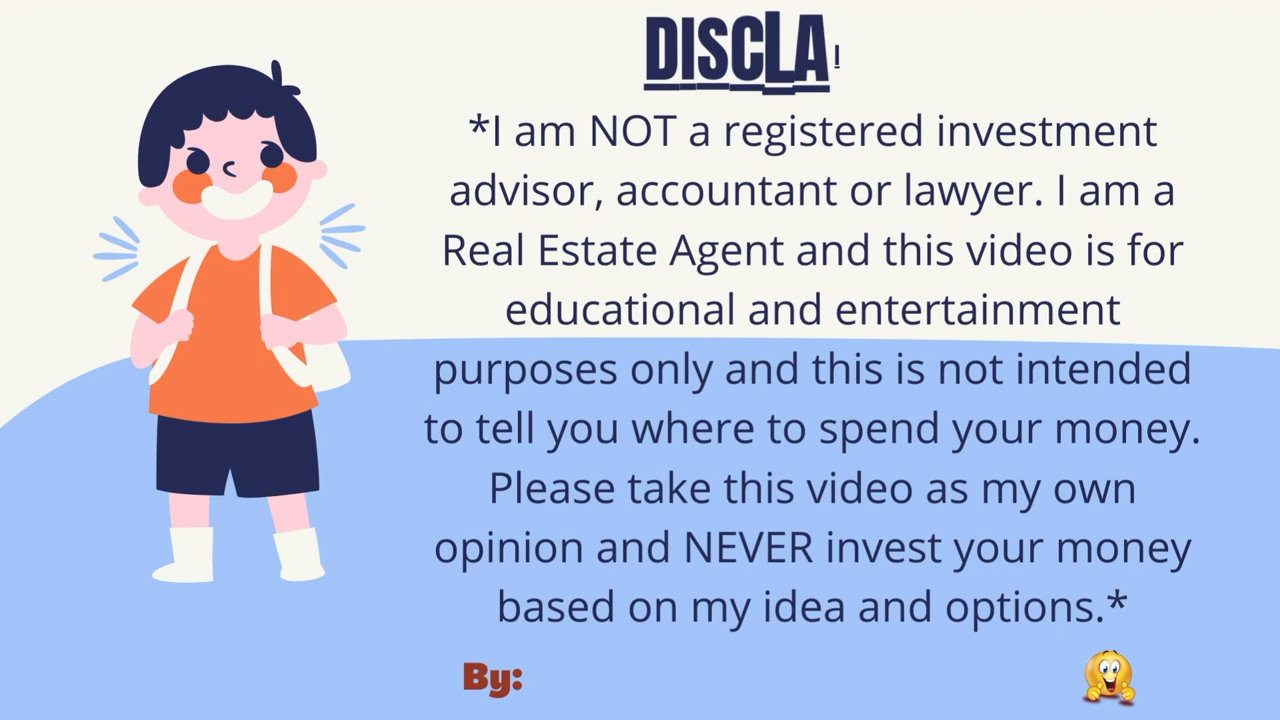 DISCLAI
*I am NOT a registered investment
advisor, accountant or lawyer. I am a
Real Estate Agent and this video is for
educational and entertainment
purposes only and this is not intended
to tell you where to spend your money.
Please take this video as my own
opinion and NEVER invest your money
based on my idea and options.*
By: